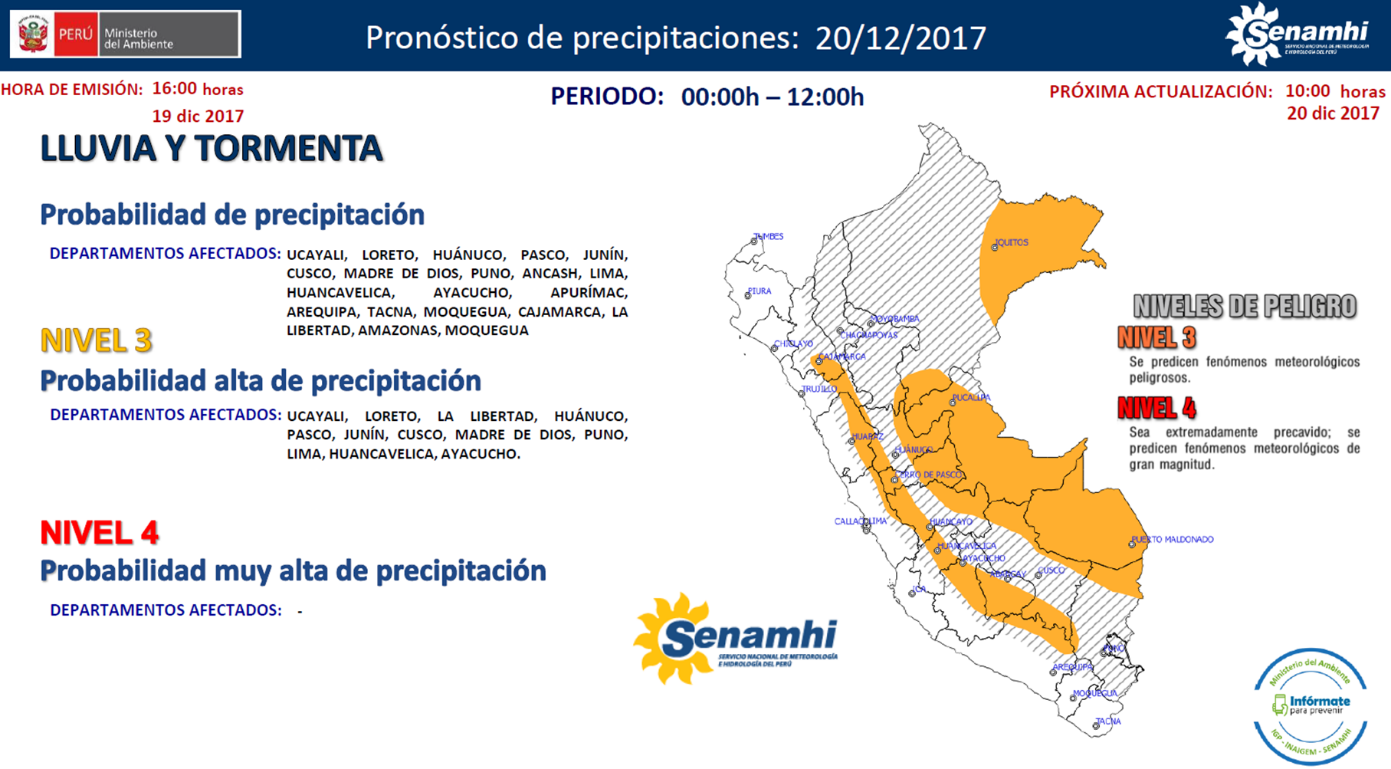 PERÚ
Ministerio
del Ambiente
Pronóstico de precipitaciones: 20/12/2017
Senamhi
SERVICIO NACIONAL DE METEOROLOGÍA
E HIDROLOGÍA DEL PERÚ
HORA DE EMISIÓN: 16:00 horas
19 dic 2017
PERIODO: 00:00h – 12:00h
PRÓXIMA ACTUALIZACIÓN: 10:00 horas
20 dic 2017
LLUVIA Y TORMENTA
Probabilidad de precipitación
DEPARTAMENTOS AFECTADOS: UCAYALI, LORETO, HUÁNUCO, PASCO, JUNÍN,
CUSCO, MADRE DE DIOS, PUNO, ANCASH, LIMA,
HUANCAVELICA, AYACUCHO, APURÍMAC,
AREQUIPA, TACNA, MOQUEGUA, CAJAMARCA, LA
LIBERTAD, AMAZONAS, MOQUEGUA
NIVEL 3
Probabilidad alta de precipitación
DEPARTAMENTOS AFECTADOS: UCAYALI, LORETO, LA LIBERTAD, HUÁNUCO,
PASCO, JUNÍN, CUSCO, MADRE DE DIOS, PUNO,
LIMA, HUANCAVELICA, AYACUCHO.
NIVEL 4
Probabilidad muy alta de precipitación
DEPARTAMENTOS AFECTADOS: -
TUMBES
IQUITOS
PIURA
MOYOBAMBA
CHACHAPOYAS
CHICLAYO
CAJAMARCA
TRUJILLO
PUCALLPA
HUARAZ
HUÁNUCO
CERRO DE PASCO
CALLAO LIMA
HUANCAYO
PUERTO MALDONADO
HUANCAVELICA
AYACUCHO
ABANCAY
CUSCO
ICA
PUNO
AREQUIPA
MOQUEGUA
TACNA
NIVELES DE PELIGRO
NIVEL 3
Se predicen fenómenos meteorológicos
peligrosos.
NIVEL 4
Sea extremadamente precavido; se
predicen fenómenos meteorológicos de
gran magnitud.
Senamhi
SERVICIO NACIONAL DE METEOROLOGÍA
E HIDROLOGÍA DEL PERÚ
Ministerio del Ambiente
Infórmate
para prevenir
IGP - INAIGEM - SENAMHI